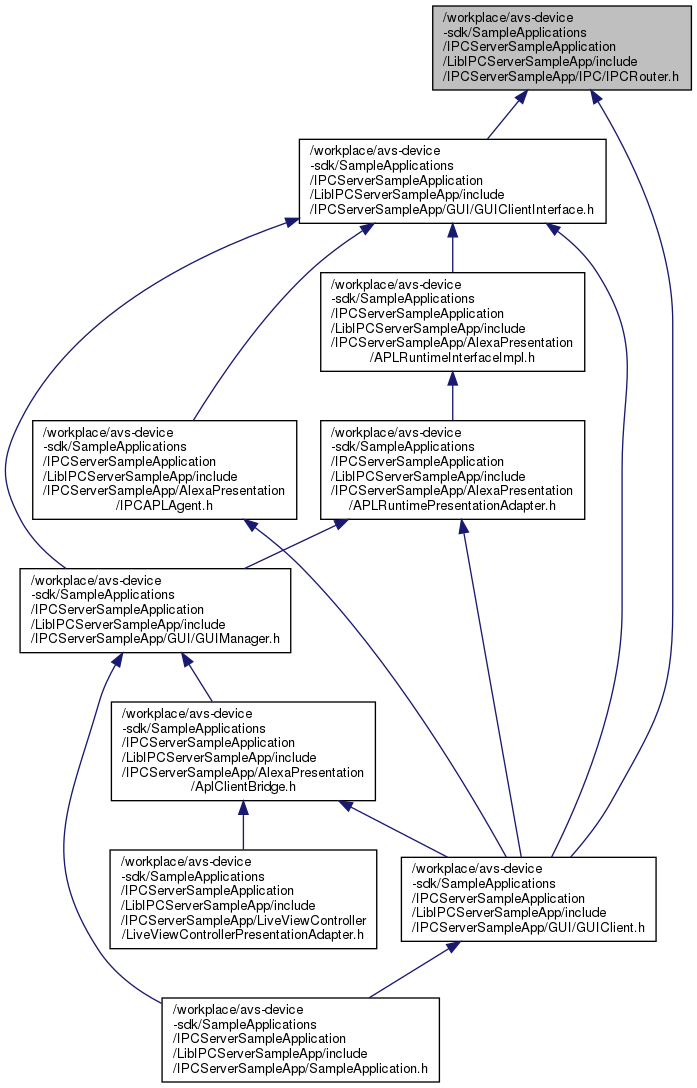 /workplace/avs-device
-sdk/SampleApplications
/IPCServerSampleApplication
/LibIPCServerSampleApp/include
/IPCServerSampleApp/IPC/IPCRouter.h
/workplace/avs-device
-sdk/SampleApplications
/IPCServerSampleApplication
/LibIPCServerSampleApp/include
/IPCServerSampleApp/GUI/GUIClientInterface.h
/workplace/avs-device
-sdk/SampleApplications
/IPCServerSampleApplication
/LibIPCServerSampleApp/include
/IPCServerSampleApp/AlexaPresentation
/APLRuntimeInterfaceImpl.h
/workplace/avs-device
-sdk/SampleApplications
/IPCServerSampleApplication
/LibIPCServerSampleApp/include
/IPCServerSampleApp/AlexaPresentation
/IPCAPLAgent.h
/workplace/avs-device
-sdk/SampleApplications
/IPCServerSampleApplication
/LibIPCServerSampleApp/include
/IPCServerSampleApp/AlexaPresentation
/APLRuntimePresentationAdapter.h
/workplace/avs-device
-sdk/SampleApplications
/IPCServerSampleApplication
/LibIPCServerSampleApp/include
/IPCServerSampleApp/GUI/GUIManager.h
/workplace/avs-device
-sdk/SampleApplications
/IPCServerSampleApplication
/LibIPCServerSampleApp/include
/IPCServerSampleApp/AlexaPresentation
/AplClientBridge.h
/workplace/avs-device
-sdk/SampleApplications
/IPCServerSampleApplication
/LibIPCServerSampleApp/include
/IPCServerSampleApp/LiveViewController
/LiveViewControllerPresentationAdapter.h
/workplace/avs-device
-sdk/SampleApplications
/IPCServerSampleApplication
/LibIPCServerSampleApp/include
/IPCServerSampleApp/GUI/GUIClient.h
/workplace/avs-device
-sdk/SampleApplications
/IPCServerSampleApplication
/LibIPCServerSampleApp/include
/IPCServerSampleApp/SampleApplication.h